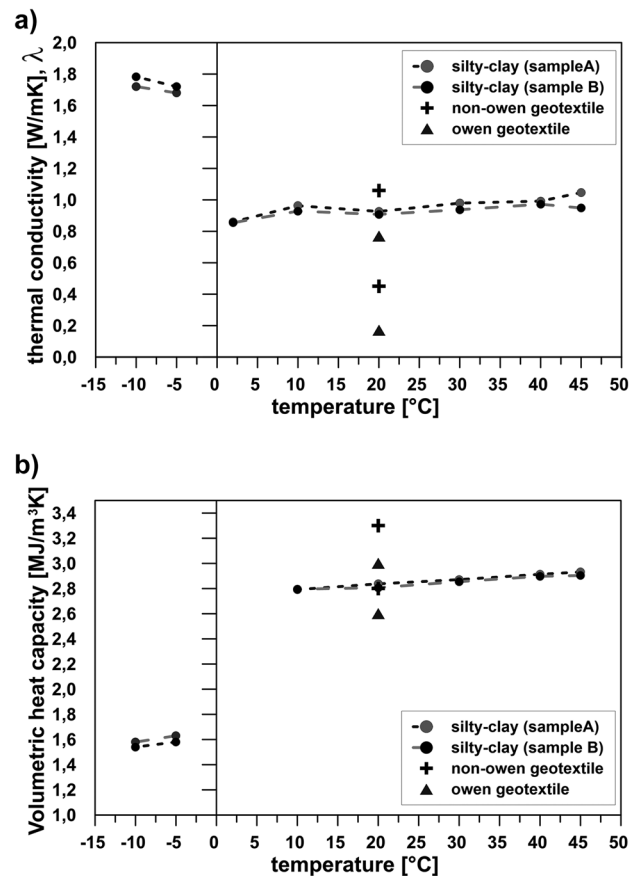 a)
thermal conductivity [W/mK], λ
2,0
1,8
1,6
1,4
1,2
1,0
0,8
0,6
0,4
0,2
0,0
silty-clay (sampleA)
silty-clay (sample B)
non-owen geotextile
owen geotextile
-15 -10 -5 0 5 10 15 20 25 30 35 40 45 50
temperature [°C]
b)
Volumetric heat capacity [MJ/m³K]
3,4
3,2
3,0
2,8
2,6
2,4
2,2
2,0
1,8
1,6
1,4
1,2
1,0
silty-clay (sampleA)
silty-clay (sample B)
non-owen geotextile
owen geotextile
-15 -10 -5 0 5 10 15 20 25 30 35 40 45 50
temperature [°C]